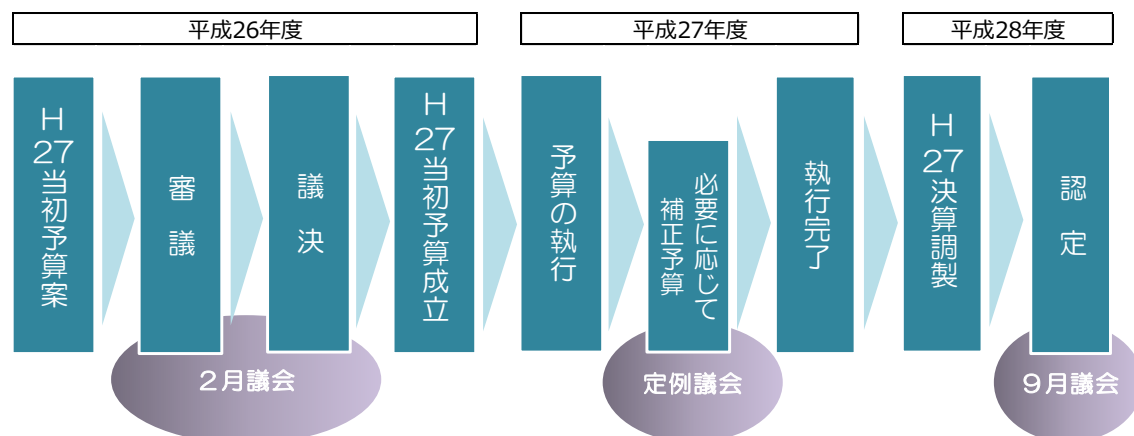 平成26年度
平成27年度
平成28年度
H27当初予算案
審議
議決
H27当初予算成立
予算の執行
必要に応じて
補正予算
執行完了
H27決算調製
認定
2月議会
定例議会
9月議会